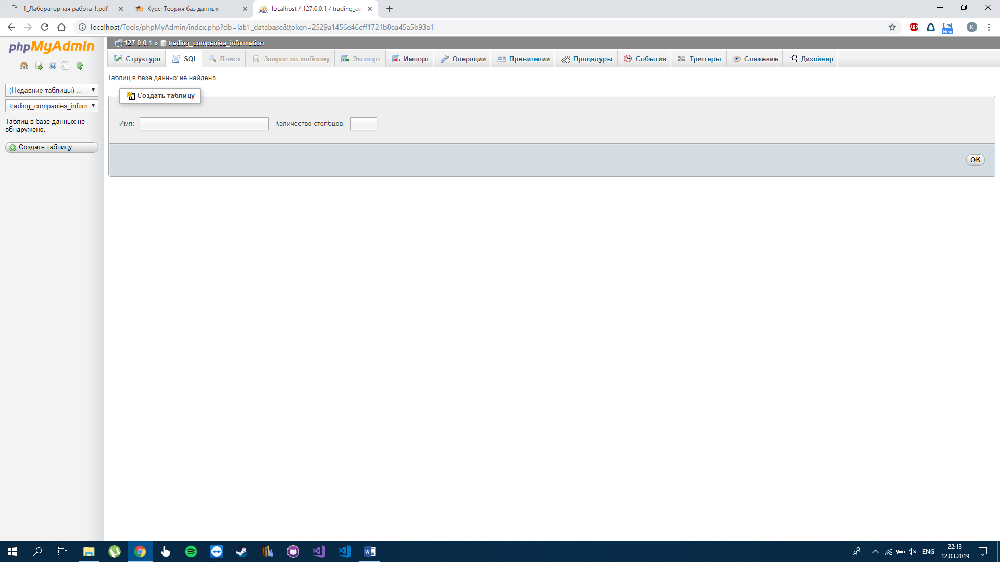 1_Лабораторная работа 1.pdf
Курс: Теория баз данных
localhost / 127.0.0.1 / trading_co
localhost/Tools/phpMyAdmin/index.php?db=lab1_database&token=2529a1456e46eff1721b8ea45a5b93a1
ABP
New
K
phpMyAdmin
127.0.0.1 » trading_companies_information
Структура
SQL
Поиск
Запрос по шаблону
Экспорт
Импорт
Операции
Привилегии
Процедуры
События
Триггеры
Слежение
Дизайнер
(Недавние таблицы) ...
trading_companies_inforn
Таблиц в базе данных не
обнаружено.
Создать таблицу
Таблиц в базе данных не найдено
Создать таблицу
Имя:
Количество столбцов:
OK
ENG
22:13
12.03.2019